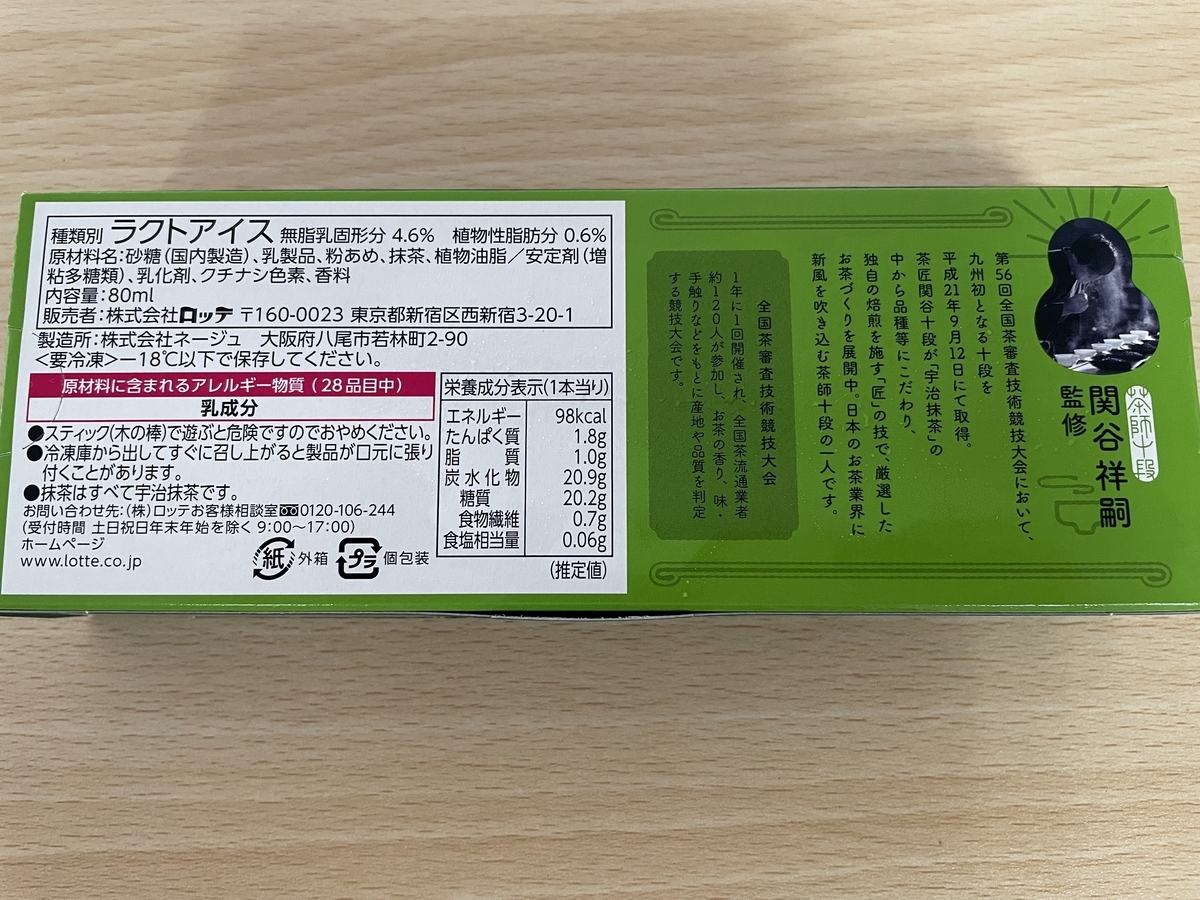 種類別 ラクトアイス 無脂乳固形分 4.6% 植物性脂肪分 0.6%
原材料名:砂糖(国内製造)、乳製品、粉あめ、抹茶、植物油脂/安定剤(増
粘多糖類)、乳化剤、クチナシ色素、香料
内容量:80ml
販売者:株式会社ロッテ 〒160-0023 東京都新宿区西新宿3-20-1
製造所:株式会社ネージュ 大阪府八尾市若林町2-90
<要冷凍>-18℃以下で保存してください。
原材料に含まれるアレルギー物質(28品目中)
乳成分
●スティック(木の棒)で遊ぶと危険ですのでおやめください。
●冷凍庫から出してすぐに召し上がると製品が口元に張り
付くことがあります。
●抹茶はすべて宇治抹茶です。
お問い合わせ先:(株)ロッテお客様相談室 0120-106-244
(受付時間 土日祝日年末年始を除く 9:00~17:00)
ホームページ
www.lotte.co.jp
紙 外箱 プラ 個包装
栄養成分表示(1本当り)
エネルギー 98kcal
たんぱく質 1.8g
脂質 1.0g
炭水化物 20.9g
糖質 20.2g
食物繊維 0.7g
食塩相当量 0.06g
(推定値)
茶師十段
関谷祥嗣
監修
第56回全国茶審査技術競技大会において、
九州初となる十段を
平成21年9月12日にて取得。
茶匠関谷十段が「宇治抹茶」の
中から品種等にこだわり、
独自の焙煎を施す「匠」の技で、厳選した
お茶づくりを展開中。日本のお茶業界に
新風を吹き込む茶師十段の一人です。
全国茶審査技術競技大会
1年に1回開催され、全国茶流通業者
約120人が参加し、お茶の香り、味・
手触りなどをもとに産地や品質を判定
する競技大会です。